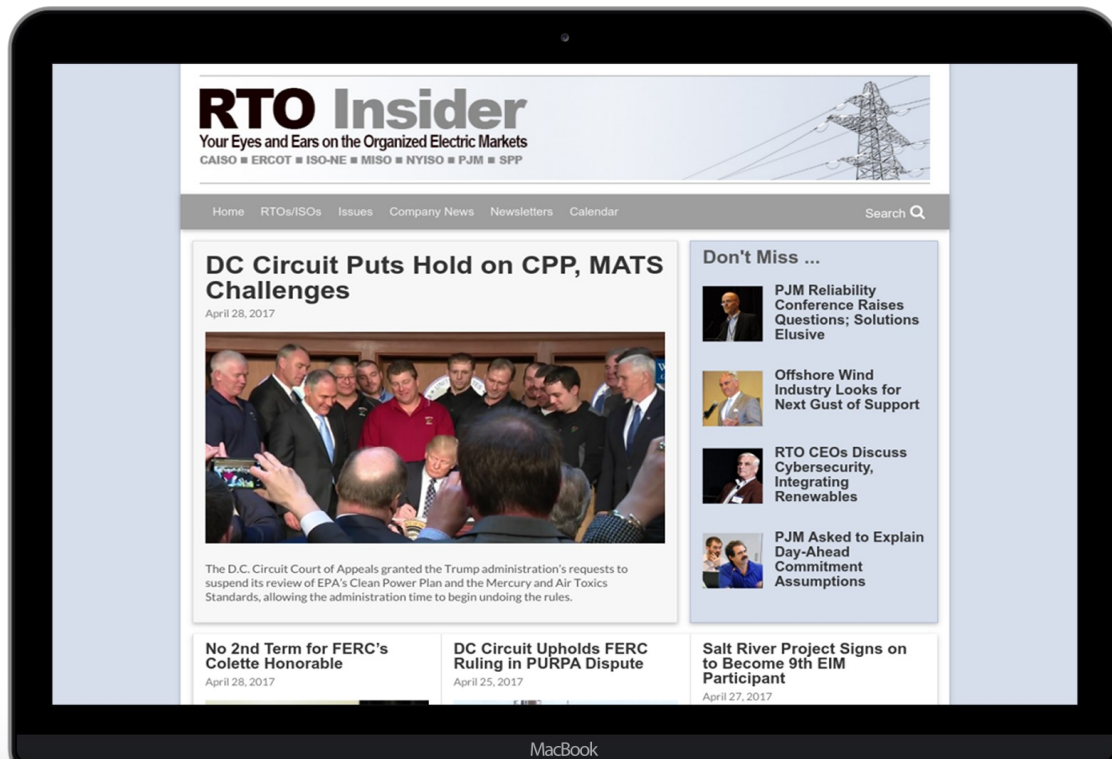 RTO Insider
Your Eyes and Ears on the Organized Electric Markets
CAISO ■ ERCOT ■ ISO-NE ■ MISO ■ NYISO ■ PJM ■ SPP
Home RTOs/ISOs Issues Company News Newsletters Calendar Search
DC Circuit Puts Hold on CPP, MATS
Challenges
April 28, 2017
The D.C. Circuit Court of Appeals granted the Trump administration's requests to
suspend its review of EPA's Clean Power Plan and the Mercury and Air Toxics
Standards, allowing the administration time to begin undoing the rules.
Don't Miss ...
PJM Reliability
Conference Raises
Questions; Solutions
Elusive
Offshore Wind
Industry Looks for
Next Gust of Support
RTO CEOs Discuss
Cybersecurity,
Integrating
Renewables
PJM Asked to Explain
Day-Ahead
Commitment
Assumptions
No 2nd Term for FERC's
Colette Honorable
April 28, 2017
DC Circuit Upholds FERC
Ruling in PURPA Dispute
April 25, 2017
Salt River Project Signs on
to Become 9th EIM
Participant
April 27, 2017
MacBook